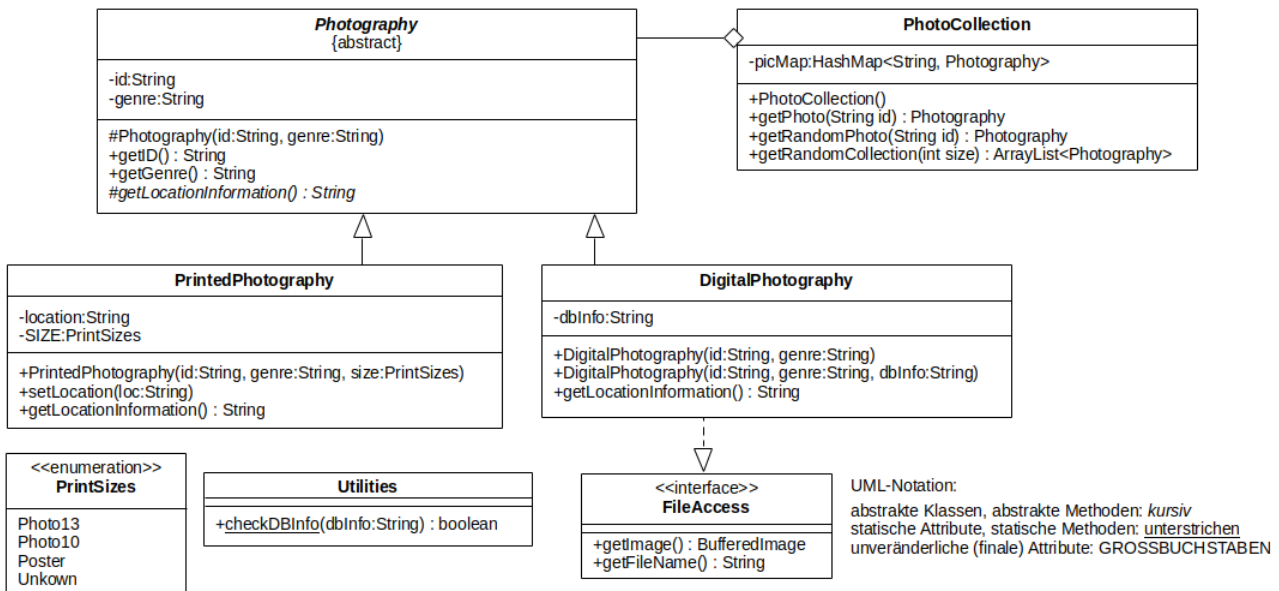 Photography
{abstract}
-id:String
-genre:String
#Photography(id:String, genre:String)
+getID() : String
+getGenre() : String
#getLocationInformation() : String
PhotoCollection
-picMap:HashMap<String, Photography>
+PhotoCollection()
+getPhoto(String id) : Photography
+getRandomPhoto(String id) : Photography
+getRandomCollection(int size) : ArrayList<Photography>
PrintedPhotography
-location:String
-SIZE:PrintSizes
+PrintedPhotography(id:String, genre:String, size:PrintSizes)
+setLocation(loc:String)
+getLocationInformation() : String
DigitalPhotography
-dbInfo:String
+DigitalPhotography(id:String, genre:String)
+DigitalPhotography(id:String, genre:String, dbInfo:String)
+getLocationInformation() : String
<<enumeration>>
PrintSizes
Photo13
Photo10
Poster
Unkown
Utilities
+checkDBInfo(dbInfo:String) : boolean
<<interface>>
FileAccess
+getImage() : BufferedImage
+getFileName() : String
UML-Notation:
abstrakte Klassen, abstrakte Methoden: kursiv
statische Attribute, statische Methoden: unterstrichen
unveränderliche (finale) Attribute: GROSSBUCHSTABEN